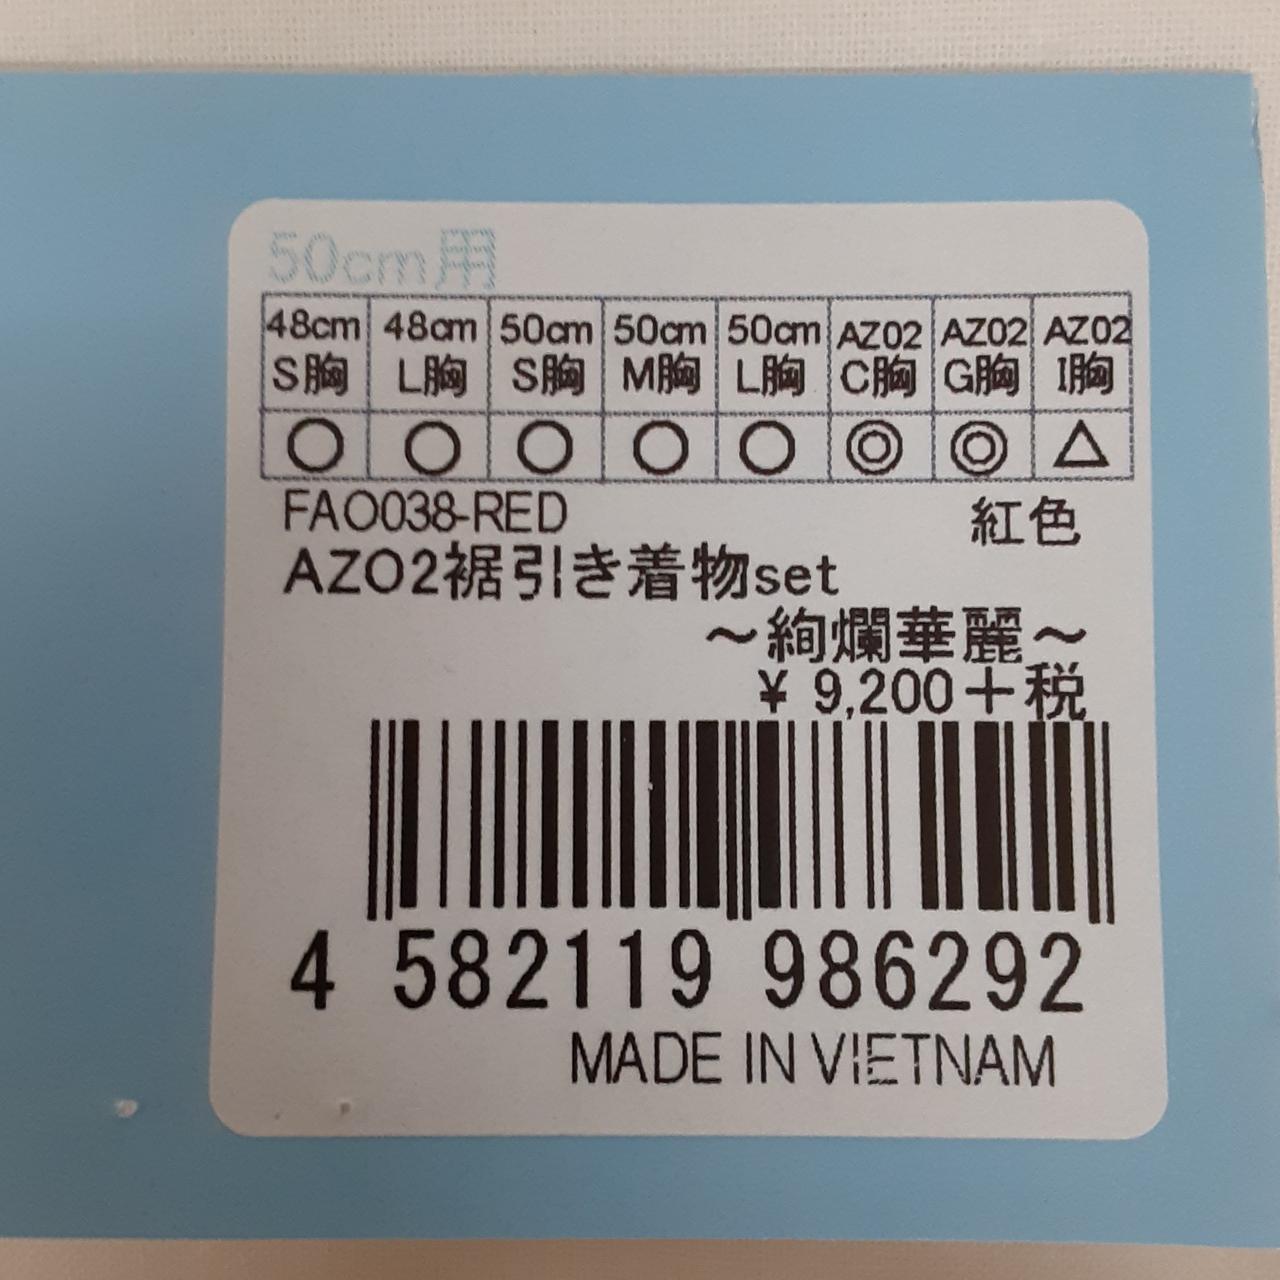 50cm用
48cm 48cm 50cm 50cm 50cm AZ02 AZ02 AZ02
S胸 L胸 S胸 M胸 L胸 C胸 G胸 I胸
○ ○ ○ ○ ○ ◎ ◎ △
FAO038-RED 紅色
AZO2裾引き着物set
～絢爛華麗～
¥ 9,200+税
4 582119 986292
MADE IN VIETNAM